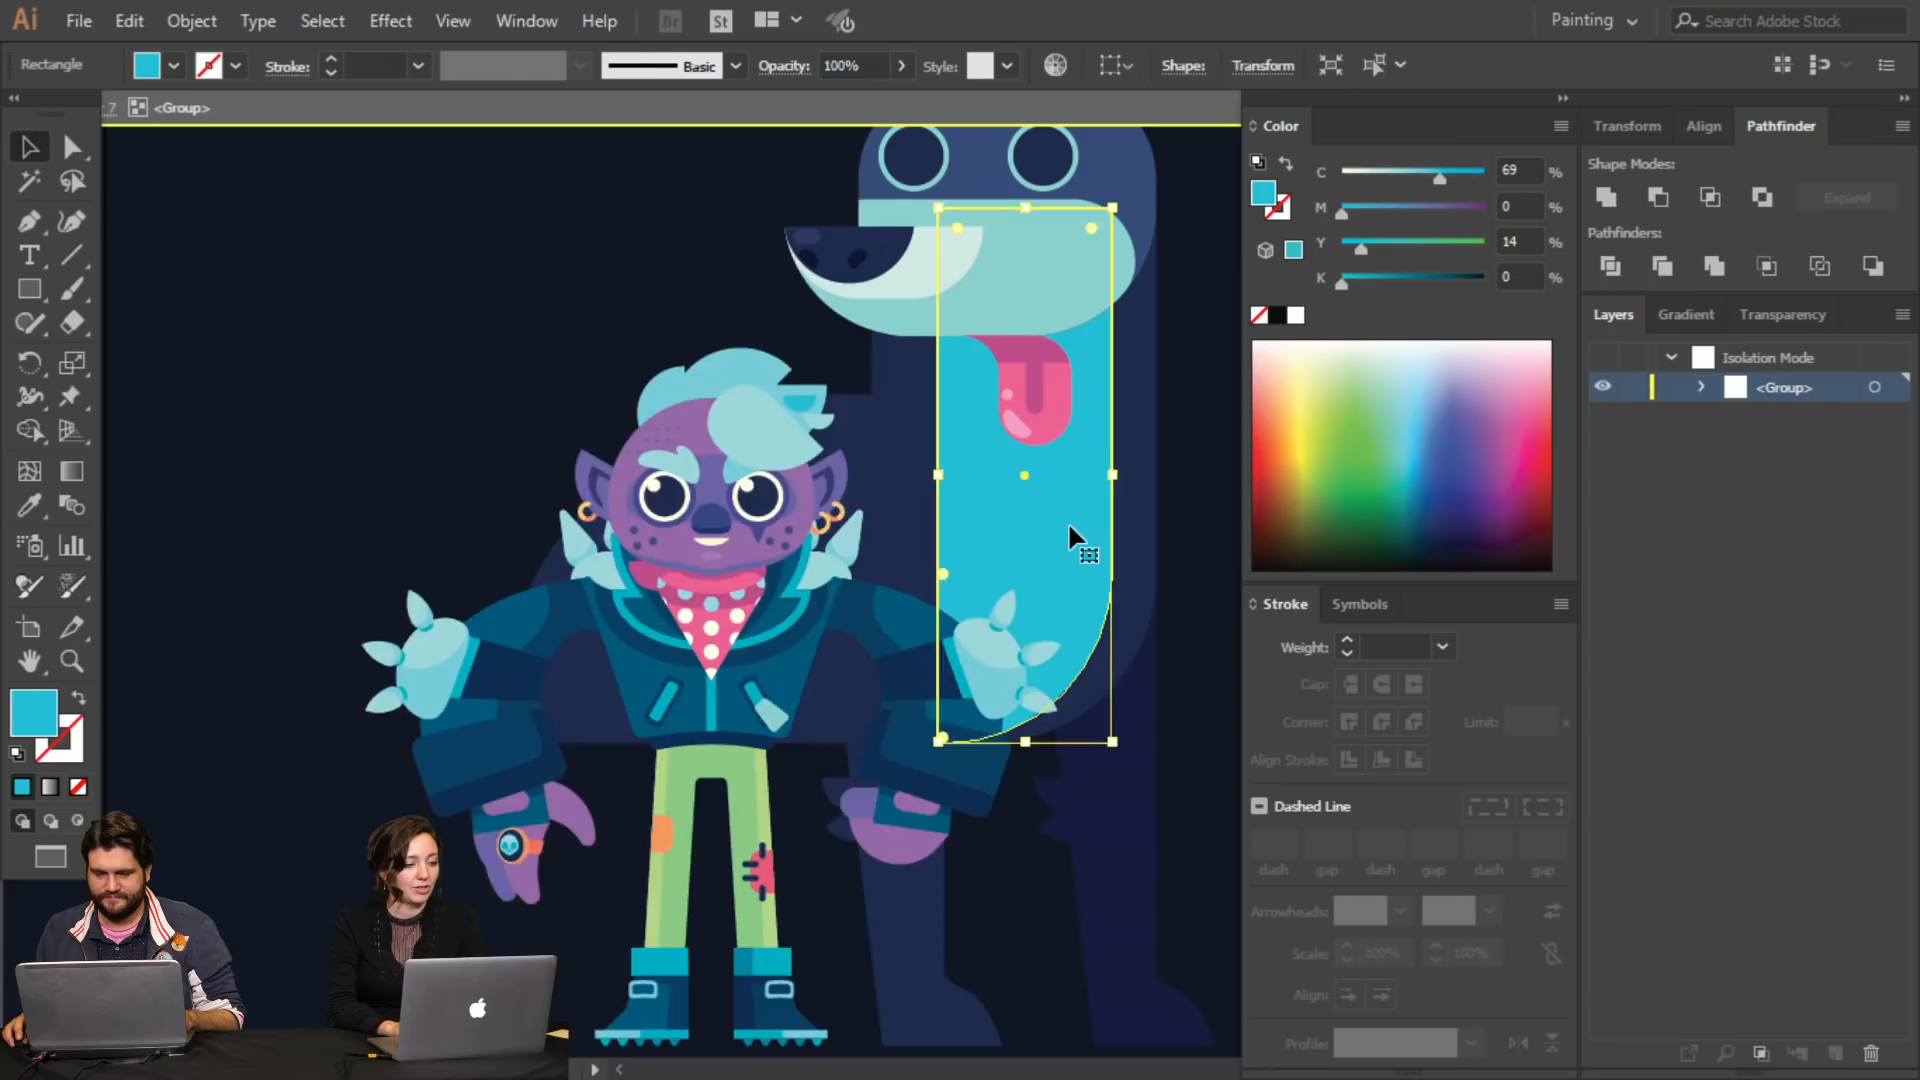 Ai File Edit Object Type Select Effect View Window Help Br St Painting Search Adobe Stock
Rectangle Stroke: Basic Opacity: 100% Style: Shape: Transform
7 <Group>
Color
C 69 %
M 0 %
Y 14 %
K 0 %
Transform Align Pathfinder
Shape Modes:
Expand
Pathfinders:
Layers Gradient Transparency
Isolation Mode
<Group>
Stroke Symbols
Weight:
Cap:
Corner: Limit: x
Align Stroke:
Dashed Line
dash gap dash gap dash gap
Arrowheads:
Scale: 100% 100%
Align:
Profile: